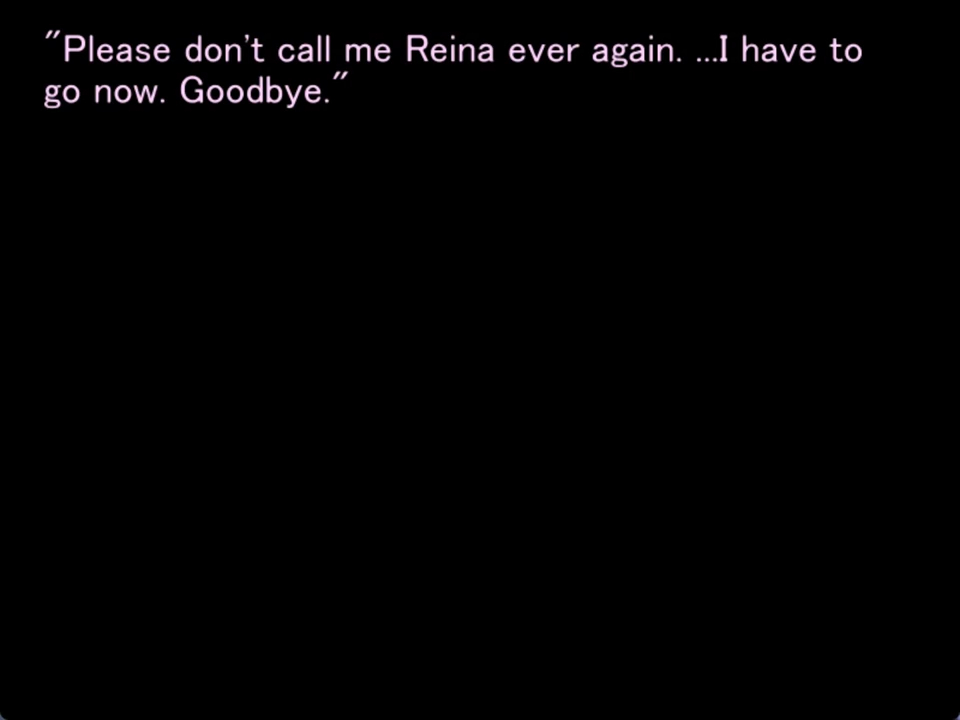 "Please don't call me Reina ever again. ...I have to
go now. Goodbye."